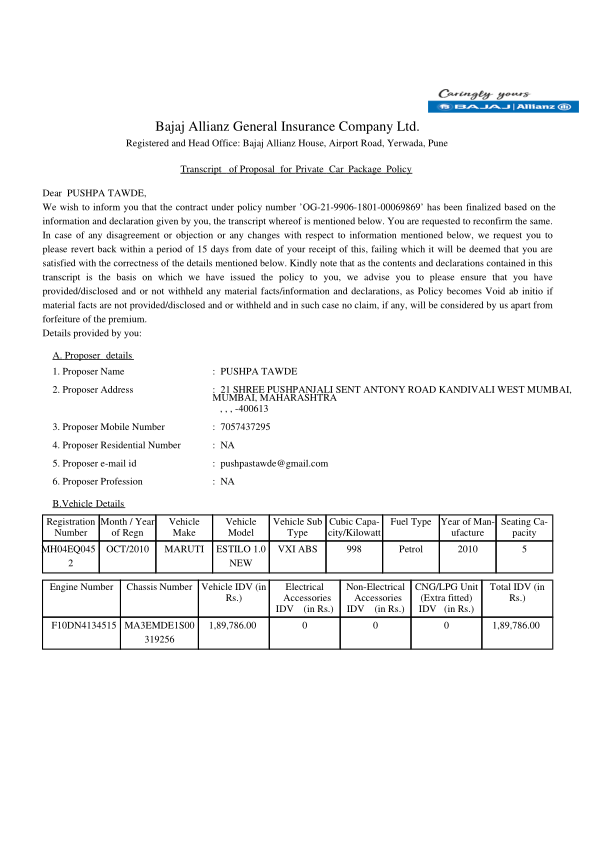 Caringly yours
BAJAJ | Allianz
Bajaj Allianz General Insurance Company Ltd.
Registered and Head Office: Bajaj Allianz House, Airport Road, Yerwada, Pune
Transcript of Proposal for Private Car Package Policy
Dear PUSHPA TAWDE,
We wish to inform you that the contract under policy number 'OG-21-9906-1801-00069869' has been finalized based on the
information and declaration given by you, the transcript whereof is mentioned below. You are requested to reconfirm the same.
In case of any disagreement or objection or any changes with respect to information mentioned below, we request you to
please revert back within a period of 15 days from date of your receipt of this, failing which it will be deemed that you are
satisfied with the correctness of the details mentioned below. Kindly note that as the contents and declarations contained in this
transcript is the basis on which we have issued the policy to you, we advise you to please ensure that you have
provided/disclosed and or not withheld any material facts/information and declarations, as Policy becomes Void ab initio if
material facts are not provided/disclosed and or withheld and in such case no claim, if any, will be considered by us apart from
forfeiture of the premium.
Details provided by you:
A. Proposer details
1. Proposer Name : PUSHPA TAWDE
2. Proposer Address : 21 SHREE PUSHPANJALI SENT ANTONY ROAD KANDIVALI WEST MUMBAI,
MUMBAI, MAHARASHTRA
, , , -400613
3. Proposer Mobile Number : 7057437295
4. Proposer Residential Number : NA
5. Proposer e-mail id : pushpastawde@gmail.com
6. Proposer Profession : NA
B.Vehicle Details
Registration Month / Year Vehicle Vehicle Vehicle Sub Cubic Capa- Fuel Type Year of Man- Seating Ca-
Number of Regn Make Model Type city/Kilowatt ufacture pacity
MH04EQ045 OCT/2010 MARUTI ESTILO 1.0 VXI ABS 998 Petrol 2010 5
2 NEW
Engine Number Chassis Number Vehicle IDV (in Electrical Non-Electrical CNG/LPG Unit Total IDV (in
Rs.) Accessories Accessories (Extra fitted) Rs.)
IDV (in Rs.) IDV (in Rs.) IDV (in Rs.)
F10DN4134515 MA3EMDE1S00 1,89,786.00 0 0 0 1,89,786.00
319256